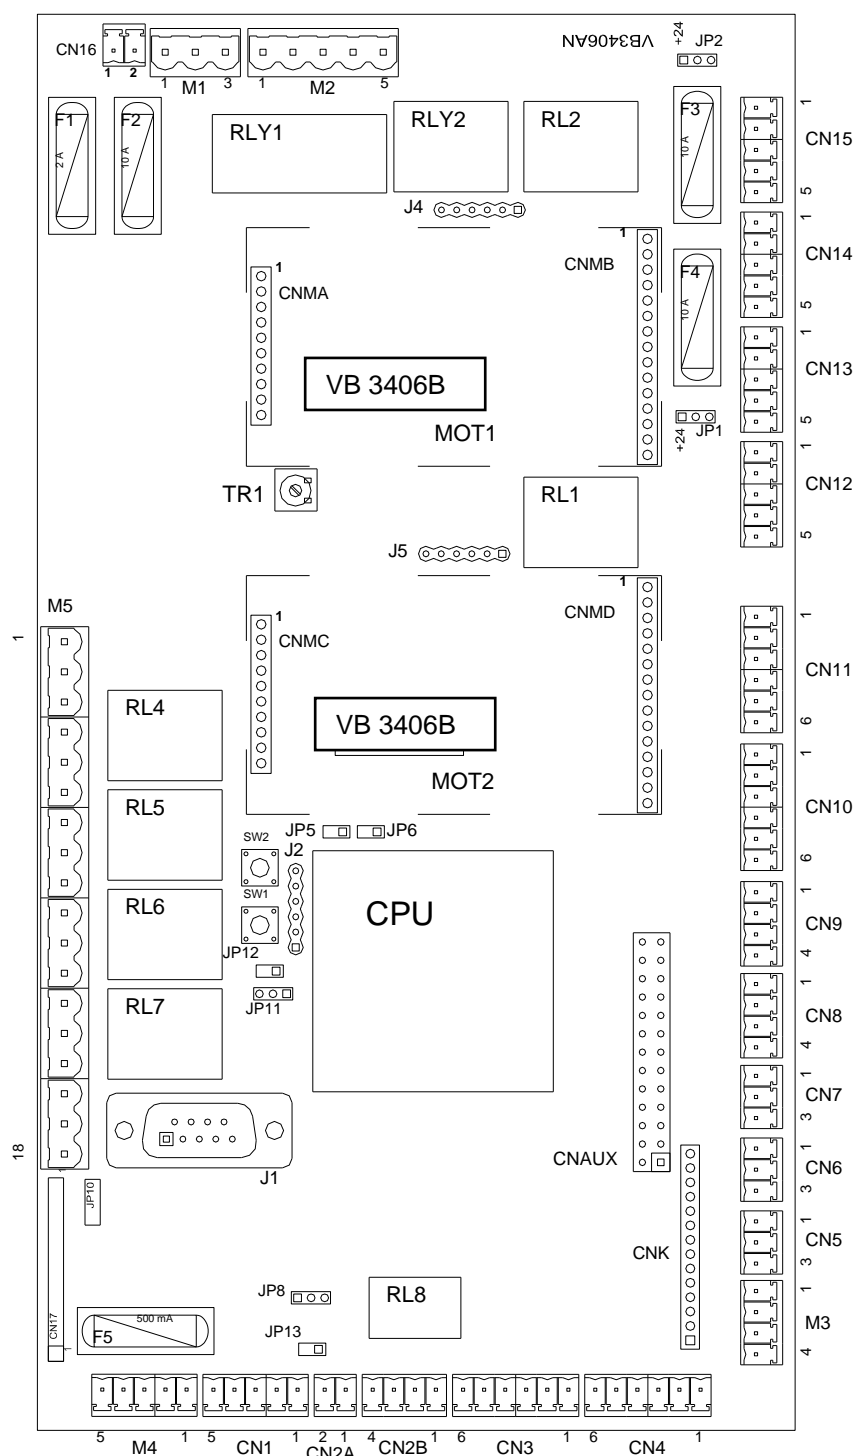 VB3406AN
+24
JP2
CN16
1 2
1 M1 3
1 M2 5
F1
2 A
F2
10 A
RLY1
RLY2
RL2
F3
10 A
1
CN15
5
J4
1
CN14
5
1
CNMA
CNMB
1
F4
10 A
1
CN13
5
VB 3406B
MOT1
+24
JP1
TR1
RL1
1
CN12
5
J5
M5
1
1
CNMC
CNMD
1
1
CN11
6
RL4
VB 3406B
MOT2
1
CN10
6
RL5
JP5
JP6
SW2
J2
SW1
CPU
RL6
1
CN9
4
JP12
RL7
JP11
1
CN8
4
1
CN7
3
18
J1
CNAUX
1
CN6
3
1
JP10
CNK
1
CN5
3
JP8
RL8
1
M3
4
CN17
1
F5
500 mA
JP13
5 M4 1
5 CN1 1
2 1
CN2A
4 CN2B 1
6 CN3 1
6 CN4 1